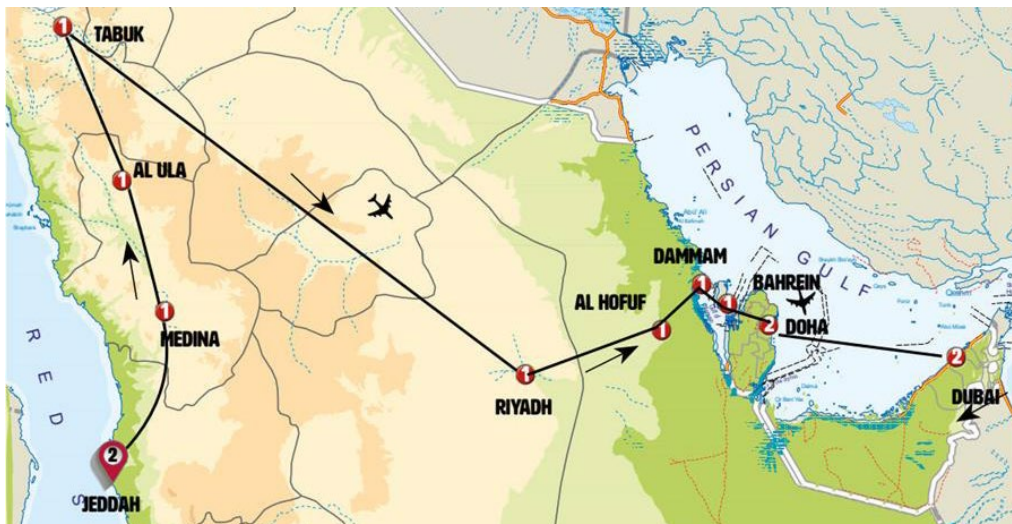 1
TABUK
1
AL ULA
PERSIAN GULF
DAMMAM
1
BAHREIN
1
AL HOFUF
1
2
DOHA
1
MEDINA
2
DUBAI
1
RIYADH
RED S
2
JEDDAH